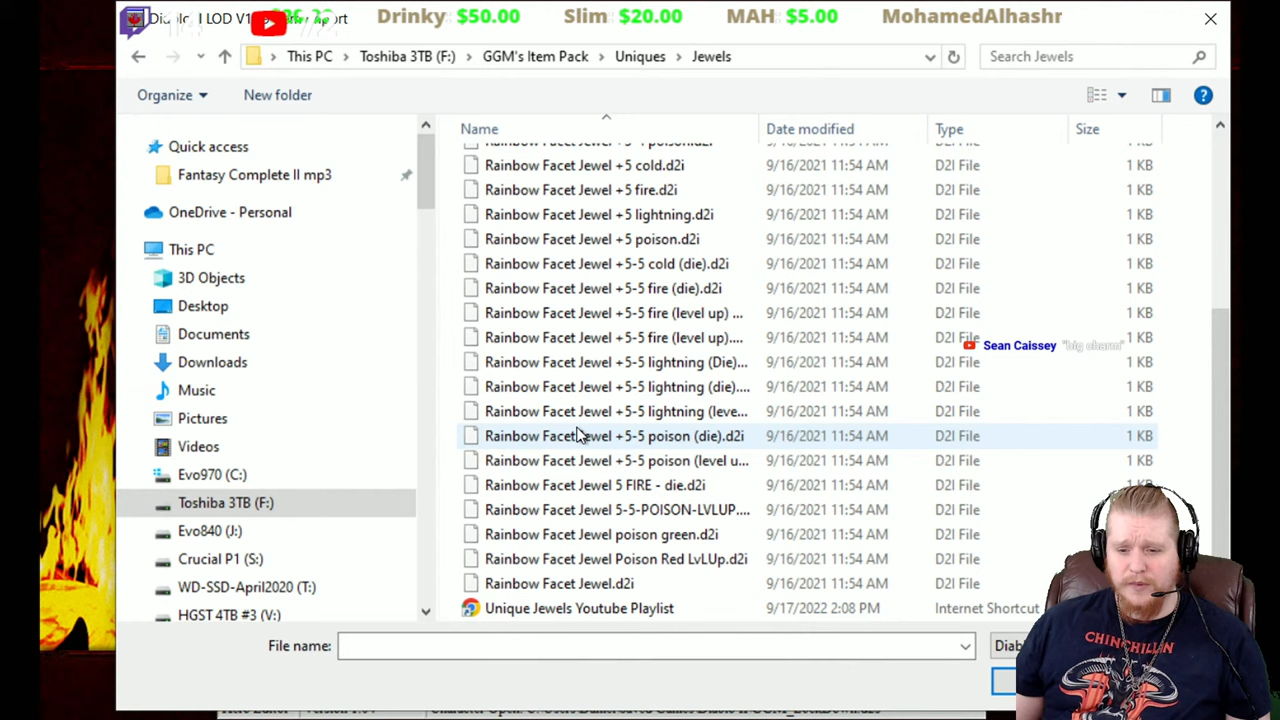 Drinky: $50.00 Slim: $20.00 MAH: $5.00 MohamedAlhashr
This PC > Toshiba 3TB (F:) > GGM's Item Pack > Uniques > Jewels
Search Jewels
Organize New folder
Name Date modified Type Size
Quick access
Fantasy Complete II mp3
OneDrive - Personal
This PC
3D Objects
Desktop
Documents
Downloads
Music
Pictures
Videos
Evo970 (C:)
Toshiba 3TB (F:)
Evo840 (J:)
Crucial P1 (S:)
WD-SSD-April2020 (T:)
HGST 4TB #3 (V:)
Rainbow Facet Jewel +5 cold.d2i 9/16/2021 11:54 AM D2I File 1 KB
Rainbow Facet Jewel +5 fire.d2i 9/16/2021 11:54 AM D2I File 1 KB
Rainbow Facet Jewel +5 lightning.d2i 9/16/2021 11:54 AM D2I File 1 KB
Rainbow Facet Jewel +5 poison.d2i 9/16/2021 11:54 AM D2I File 1 KB
Rainbow Facet Jewel +5-5 cold (die).d2i 9/16/2021 11:54 AM D2I File 1 KB
Rainbow Facet Jewel +5-5 fire (die).d2i 9/16/2021 11:54 AM D2I File 1 KB
Rainbow Facet Jewel +5-5 fire (level up) ... 9/16/2021 11:54 AM D2I File 1 KB
Rainbow Facet Jewel +5-5 fire (level up).... 9/16/2021 11:54 AM D2I File 1 KB
Sean Caissey "big charm"
Rainbow Facet Jewel +5-5 lightning (Die)... 9/16/2021 11:54 AM D2I File 1 KB
Rainbow Facet Jewel +5-5 lightning (die).... 9/16/2021 11:54 AM D2I File 1 KB
Rainbow Facet Jewel +5-5 lightning (leve... 9/16/2021 11:54 AM D2I File 1 KB
Rainbow Facet Jewel +5-5 poison (die).d2i 9/16/2021 11:54 AM D2I File 1 KB
Rainbow Facet Jewel +5-5 poison (level u... 9/16/2021 11:54 AM D2I File 1 KB
Rainbow Facet Jewel 5 FIRE - die.d2i 9/16/2021 11:54 AM D2I File 1 KB
Rainbow Facet Jewel 5-5-POISON-LVLUP.... 9/16/2021 11:54 AM D2I File
Rainbow Facet Jewel poison green.d2i 9/16/2021 11:54 AM D2I File
Rainbow Facet Jewel Poison Red LvLUp.d2i 9/16/2021 11:54 AM D2I File
Rainbow Facet Jewel.d2i 9/16/2021 11:54 AM D2I File
Unique Jewels Youtube Playlist 9/17/2022 2:08 PM Internet Shortcut
File name:
Diab
CHINCHILLIN